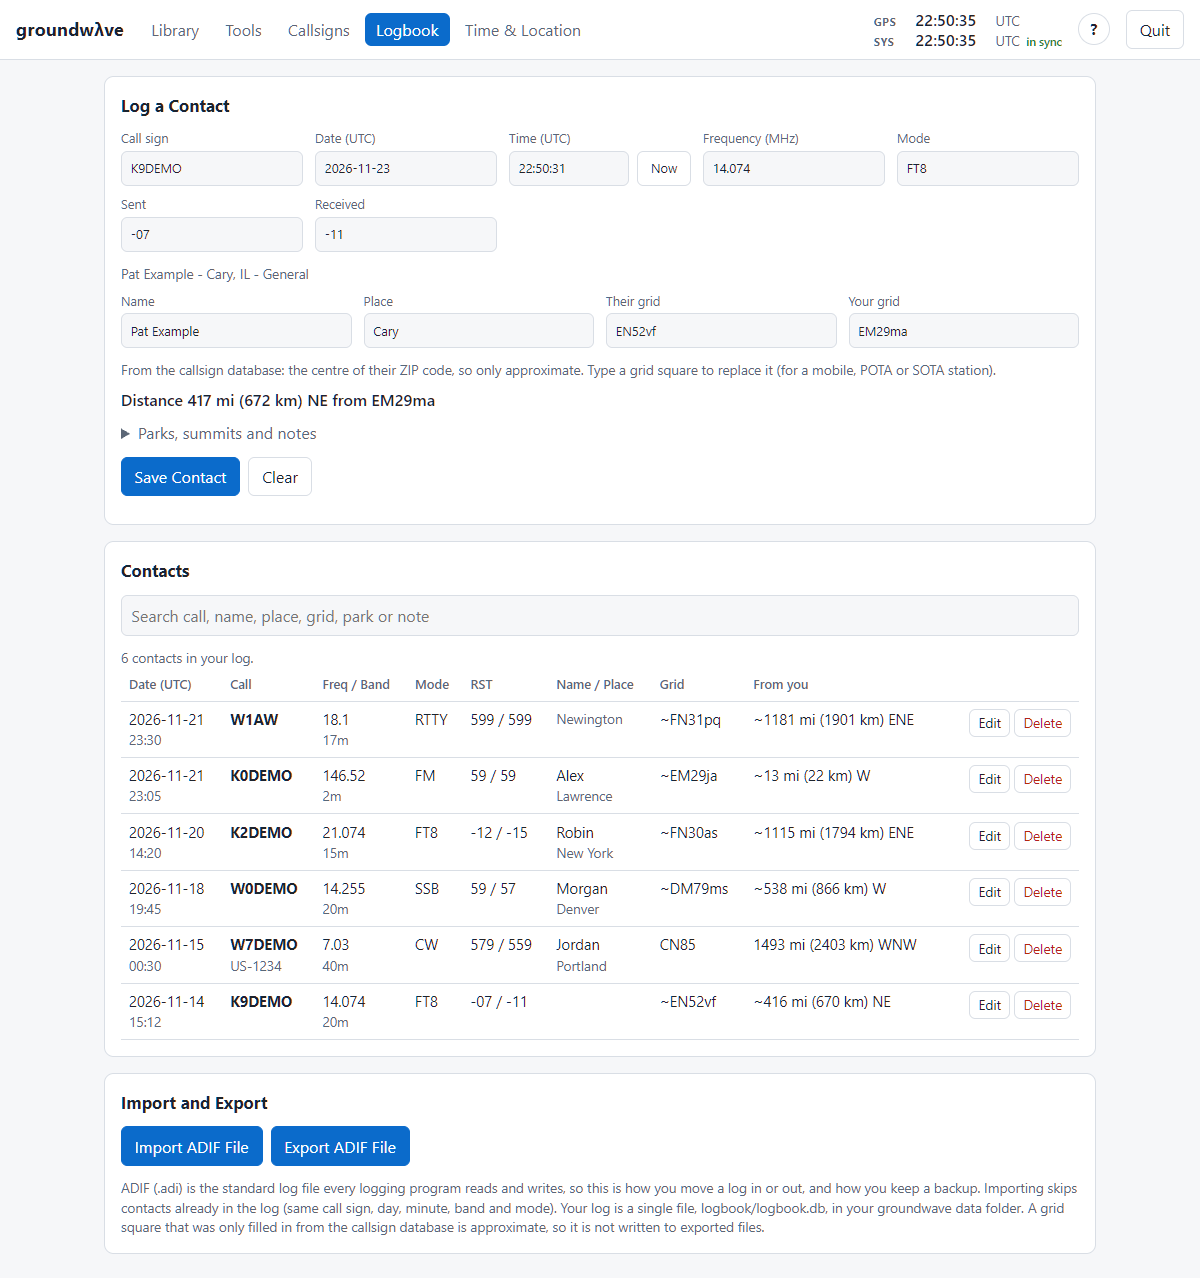 groundwλve Library Tools Callsigns Logbook Time & Location GPS 22:50:35 UTC
SYS 22:50:35 UTC in sync ? Quit
Log a Contact
Call sign Date (UTC) Time (UTC) Frequency (MHz) Mode
K9DEMO 2026-11-23 22:50:31 Now 14.074 FT8
Sent Received
-07 -11
Pat Example - Cary, IL - General
Name Place Their grid Your grid
Pat Example Cary EN52vf EM29ma
From the callsign database: the centre of their ZIP code, so only approximate. Type a grid square to replace it (for a mobile, POTA or SOTA station).
Distance 417 mi (672 km) NE from EM29ma
Parks, summits and notes
Save Contact Clear
Contacts
Search call, name, place, grid, park or note
6 contacts in your log.
Date (UTC) Call Freq / Band Mode RST Name / Place Grid From you
2026-11-21 W1AW 18.1 RTTY 599 / 599 Newington ~FN31pq ~1181 mi (1901 km) ENE Edit Delete
23:30 17m
2026-11-21 K0DEMO 146.52 FM 59 / 59 Alex ~EM29ja ~13 mi (22 km) W Edit Delete
23:05 2m Lawrence
2026-11-20 K2DEMO 21.074 FT8 -12 / -15 Robin ~FN30as ~1115 mi (1794 km) ENE Edit Delete
14:20 15m New York
2026-11-18 W0DEMO 14.255 SSB 59 / 57 Morgan ~DM79ms ~538 mi (866 km) W Edit Delete
19:45 20m Denver
2026-11-15 W7DEMO 7.03 CW 579 / 559 Jordan CN85 1493 mi (2403 km) WNW Edit Delete
00:30 US-1234 40m Portland
2026-11-14 K9DEMO 14.074 FT8 -07 / -11 ~EN52vf ~416 mi (670 km) NE Edit Delete
15:12 20m
Import and Export
Import ADIF File Export ADIF File
ADIF (.adi) is the standard log file every logging program reads and writes, so this is how you move a log in or out, and how you keep a backup. Importing skips
contacts already in the log (same call sign, day, minute, band and mode). Your log is a single file, logbook/logbook.db, in your groundwave data folder. A grid
square that was only filled in from the callsign database is approximate, so it is not written to exported files.